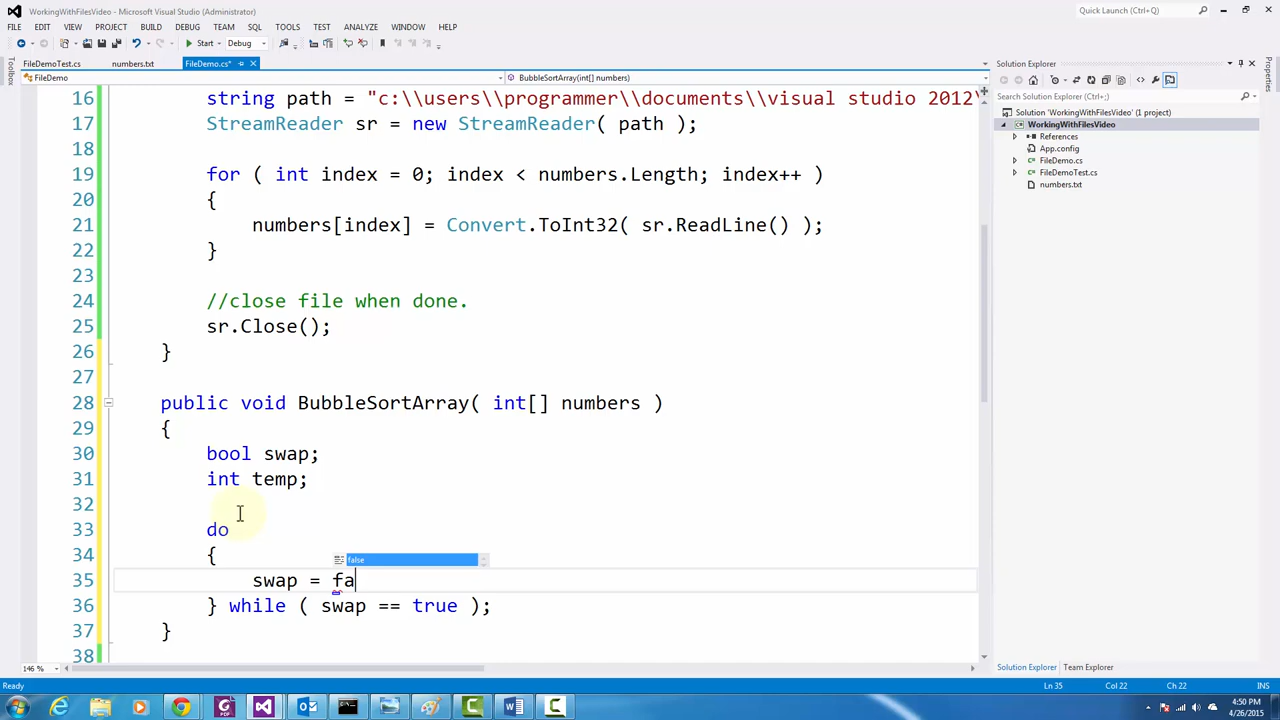 WorkingWithFilesVideo - Microsoft Visual Studio (Administrator)
Quick Launch (Ctrl+Q)
FILE EDIT VIEW PROJECT BUILD DEBUG TEAM SQL TOOLS TEST ANALYZE WINDOW HELP
Start Debug
FileDemoTest.cs numbers.txt FileDemo.cs*
FileDemo BubbleSortArray(int[] numbers)
16 string path = "c:\\users\\programmer\\documents\\visual studio 2012\
17 StreamReader sr = new StreamReader( path );
18
19 for ( int index = 0; index < numbers.Length; index++ )
20 {
21 numbers[index] = Convert.ToInt32( sr.ReadLine() );
22 }
23
24 //close file when done.
25 sr.Close();
26 }
27
28 public void BubbleSortArray( int[] numbers )
29 {
30 bool swap;
31 int temp;
32
33 do
34 {
false
35 swap = fa
36 } while ( swap == true );
37 }
38
146 %
Toolbox
Solution Explorer
Search Solution Explorer (Ctrl+;)
Solution 'WorkingWithFilesVideo' (1 project)
WorkingWithFilesVideo
References
App.config
FileDemo.cs
FileDemoTest.cs
numbers.txt
Solution Explorer Team Explorer
Properties
Ready Ln 35 Col 22 Ch 22 INS
4:50 PM
4/26/2015